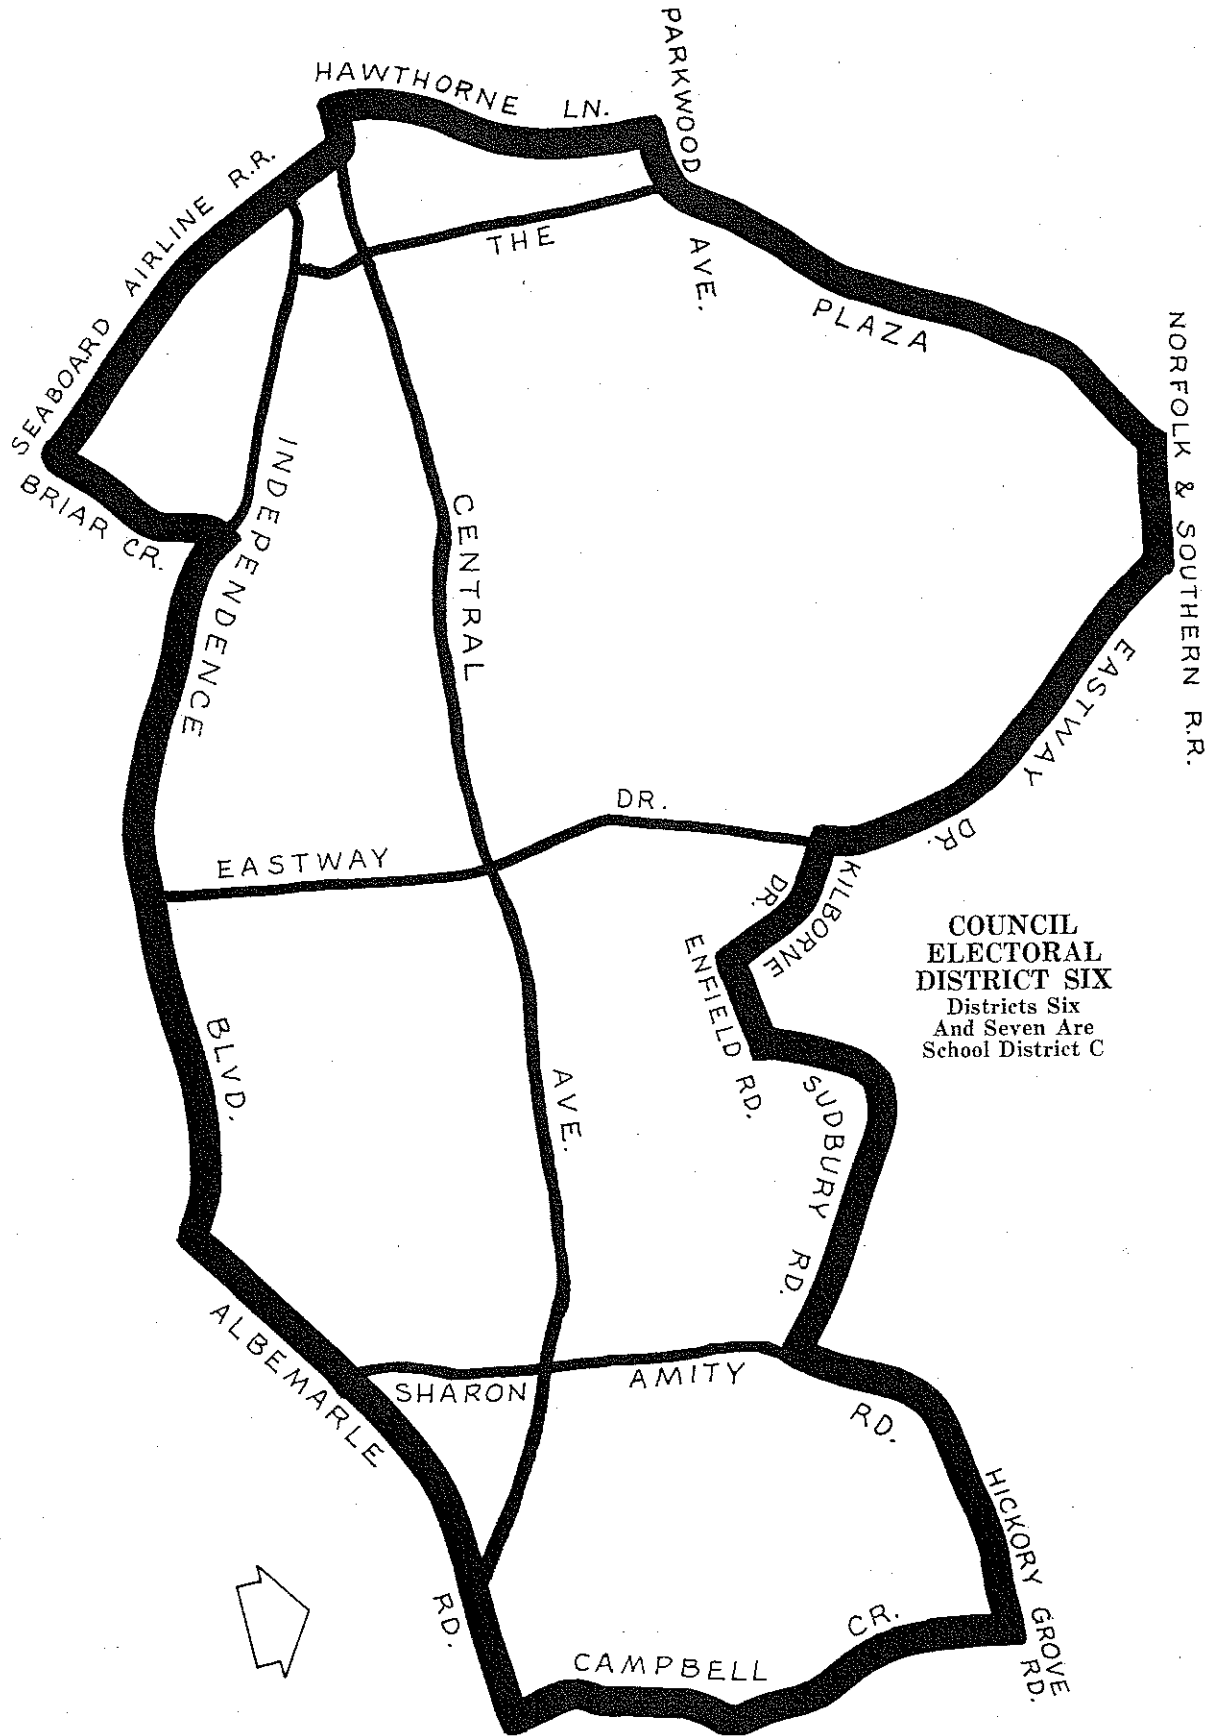 HAWTHORNE LN.
PARKWOOD AVE.
SEABOARD AIRLINE R.R.
THE PLAZA
NORFOLK & SOUTHERN R.R.
BRIAR CR.
INDEPENDENCE BLVD.
CENTRAL AVE.
EASTWAY DR.
EASTWAY DR.
KILBORNE DR.
ENFIELD RD.
COUNCIL
ELECTORAL
DISTRICT SIX
Districts Six
And Seven Are
School District C
SUDBURY RD.
ALBEMARLE RD.
SHARON AMITY RD.
HICKORY GROVE RD.
CAMPBELL CR.